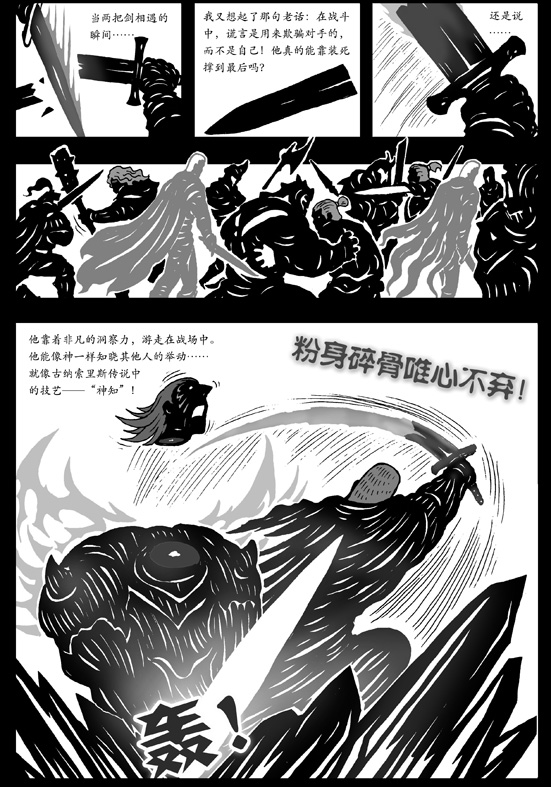 当两把剑相遇的
瞬间……
我又想起了那句老话：在战斗
中，谎言是用来欺骗对手的，
而不是自己！他真的能靠装死
撑到最后吗？
还是说
……
他靠着非凡的洞察力，游走在战场中。
他能像神一样知晓其他人的举动……
就像古纳索里斯传说中
的技艺——“神知”！
粉身碎骨唯心不弃！
轰！